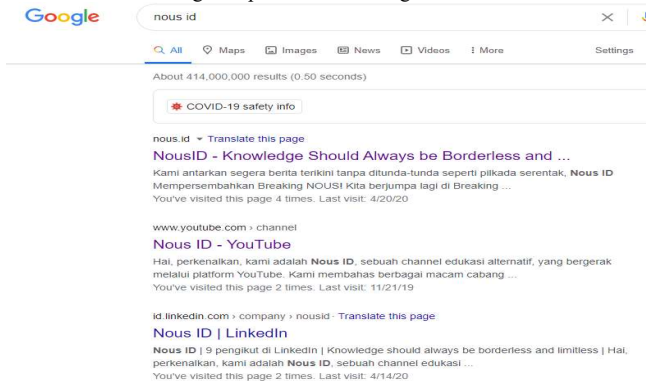 Google
nous id
All Maps Images News Videos More Settings
About 414,000,000 results (0.50 seconds)
COVID-19 safety info
nous.id Translate this page
NousID - Knowledge Should Always be Borderless and ...
Kami antarkan segera berita terikini tanpa ditunda-tunda seperti pilkada serentak, Nous ID
Mempersembahkan Breaking NOUS! Kita berjumpa lagi di Breaking ...
You've visited this page 4 times. Last visit: 4/20/20
www.youtube.com › channel
Nous ID - YouTube
Hai, perkenalkan, kami adalah Nous ID, sebuah channel edukasi alternatif, yang bergerak
melalui platform YouTube. Kami membahas berbagai macam cabang ...
You've visited this page 2 times. Last visit: 11/21/19
id.linkedin.com › company › nousid · Translate this page
Nous ID | LinkedIn
Nous ID | 9 pengikut di LinkedIn | Knowledge should always be borderless and limitless | Hai,
perkenalkan, kami adalah Nous ID, sebuah channel edukasi ...
You've visited this page 2 times. Last visit: 4/14/20